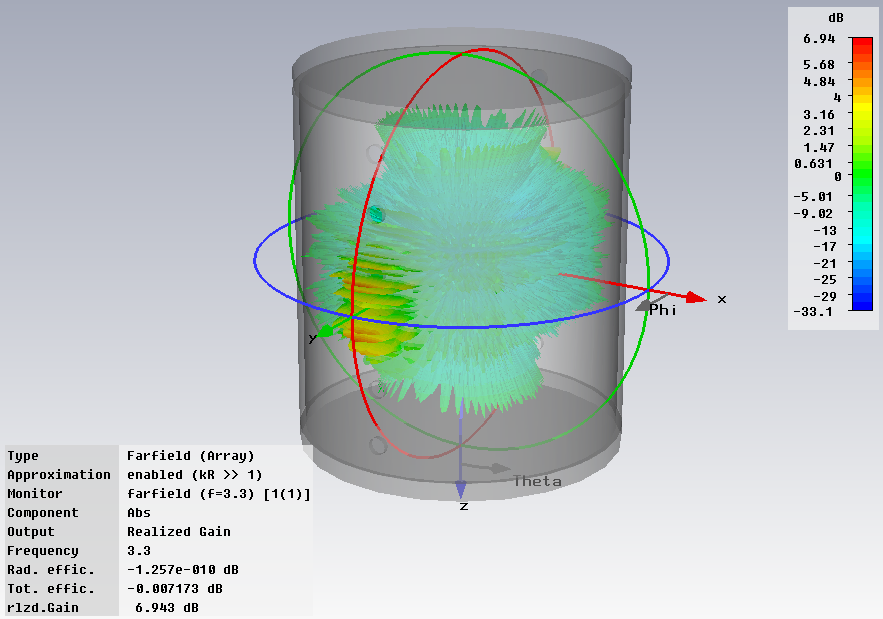 dB
6.94
5.68
4.84
4
3.16
2.31
1.47
0.631
0
-5.01
-9.02
-13
-17
-21
-25
-29
-33.1
x
Phi
y
Theta
z
Type Farfield (Array)
Approximation enabled (kR >> 1)
Monitor farfield (f=3.3) [1(1)]
Component Abs
Output Realized Gain
Frequency 3.3
Rad. effic. -1.257e-010 dB
Tot. effic. -0.007173 dB
rlzd.Gain 6.943 dB